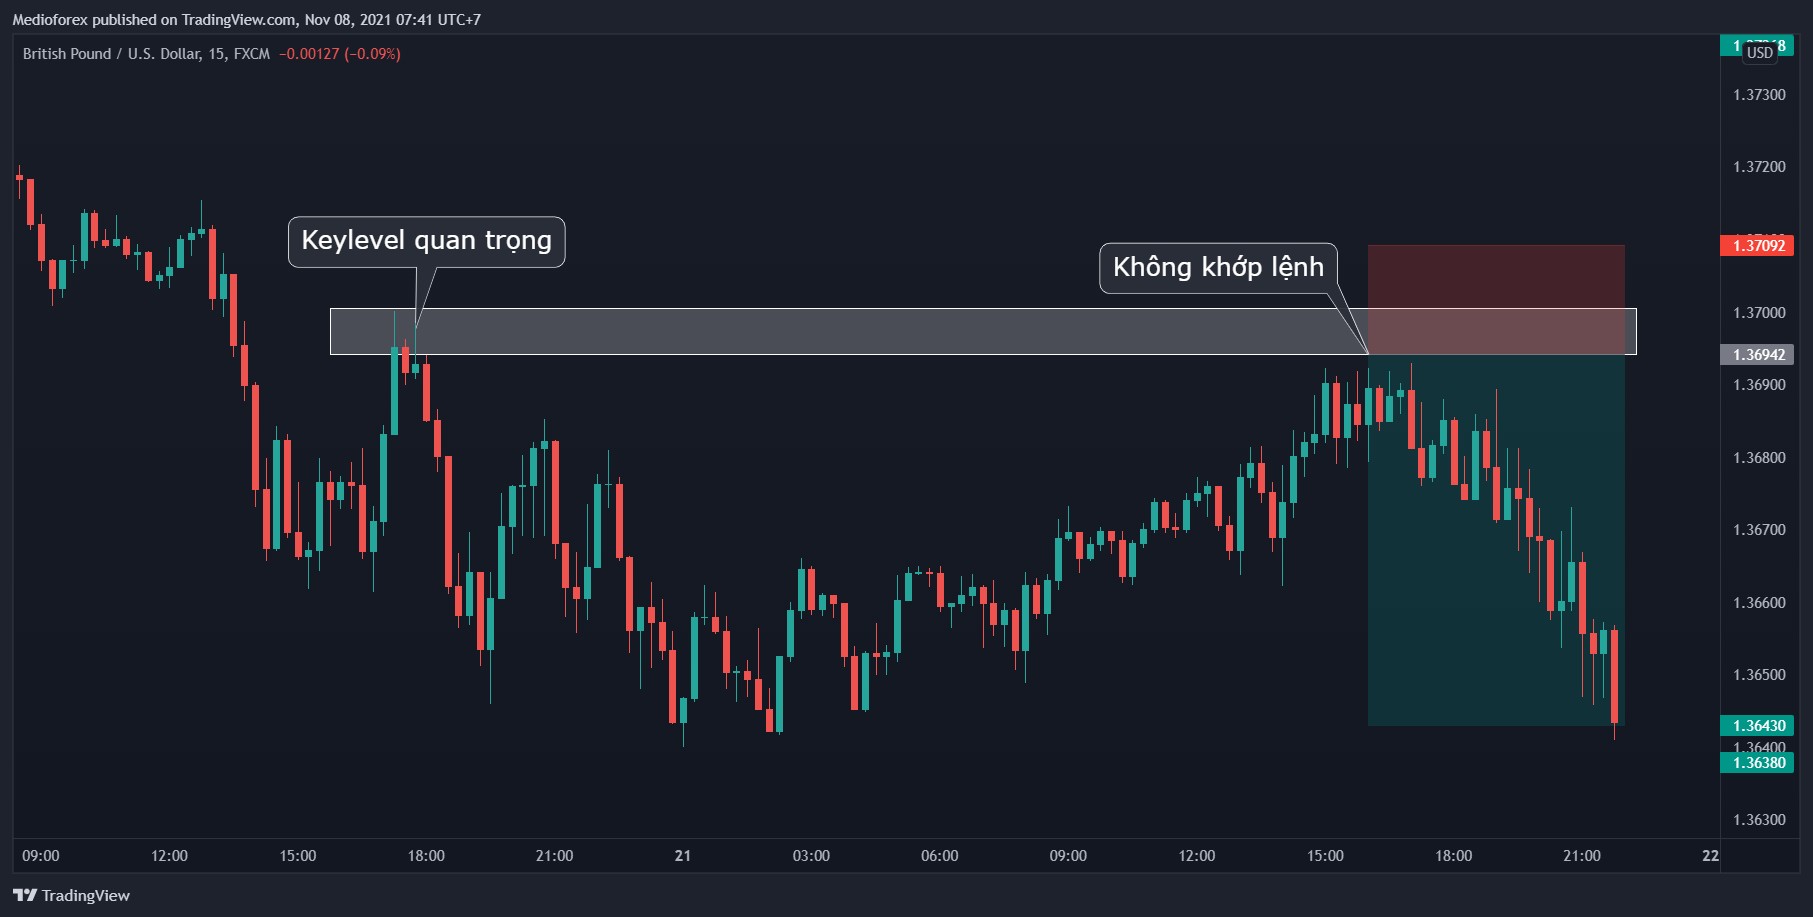 Medioforex published on TradingView.com, Nov 08, 2021 07:41 UTC+7
British Pound / U.S. Dollar, 15, FXCM −0.00127 (−0.09%)
USD
1.37300
1.37200
Keylevel quan trọng
Không khớp lệnh
1.37092
1.37000
1.36942
1.36900
1.36800
1.36700
1.36600
1.36500
1.36430
1.36400
1.36380
1.36300
09:00 12:00 15:00 18:00 21:00 21 03:00 06:00 09:00 12:00 15:00 18:00 21:00 22
TradingView